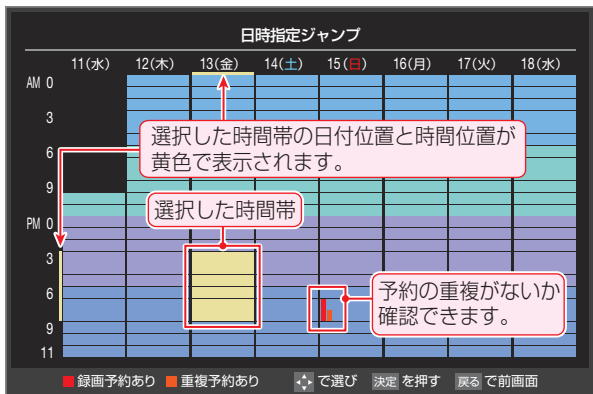 日時指定ジャンプ
11(水) 12(木) 13(金) 14(土) 15(日) 16(月) 17(火) 18(水)
AM 0
3
選択した時間帯の日付位置と時間位置が
黄色で表示されます。
6
9
選択した時間帯
PM 0
3
6
予約の重複がないか
確認できます。
9
11
録画予約あり 重複予約あり で選び 決定 を押す 戻る で前画面